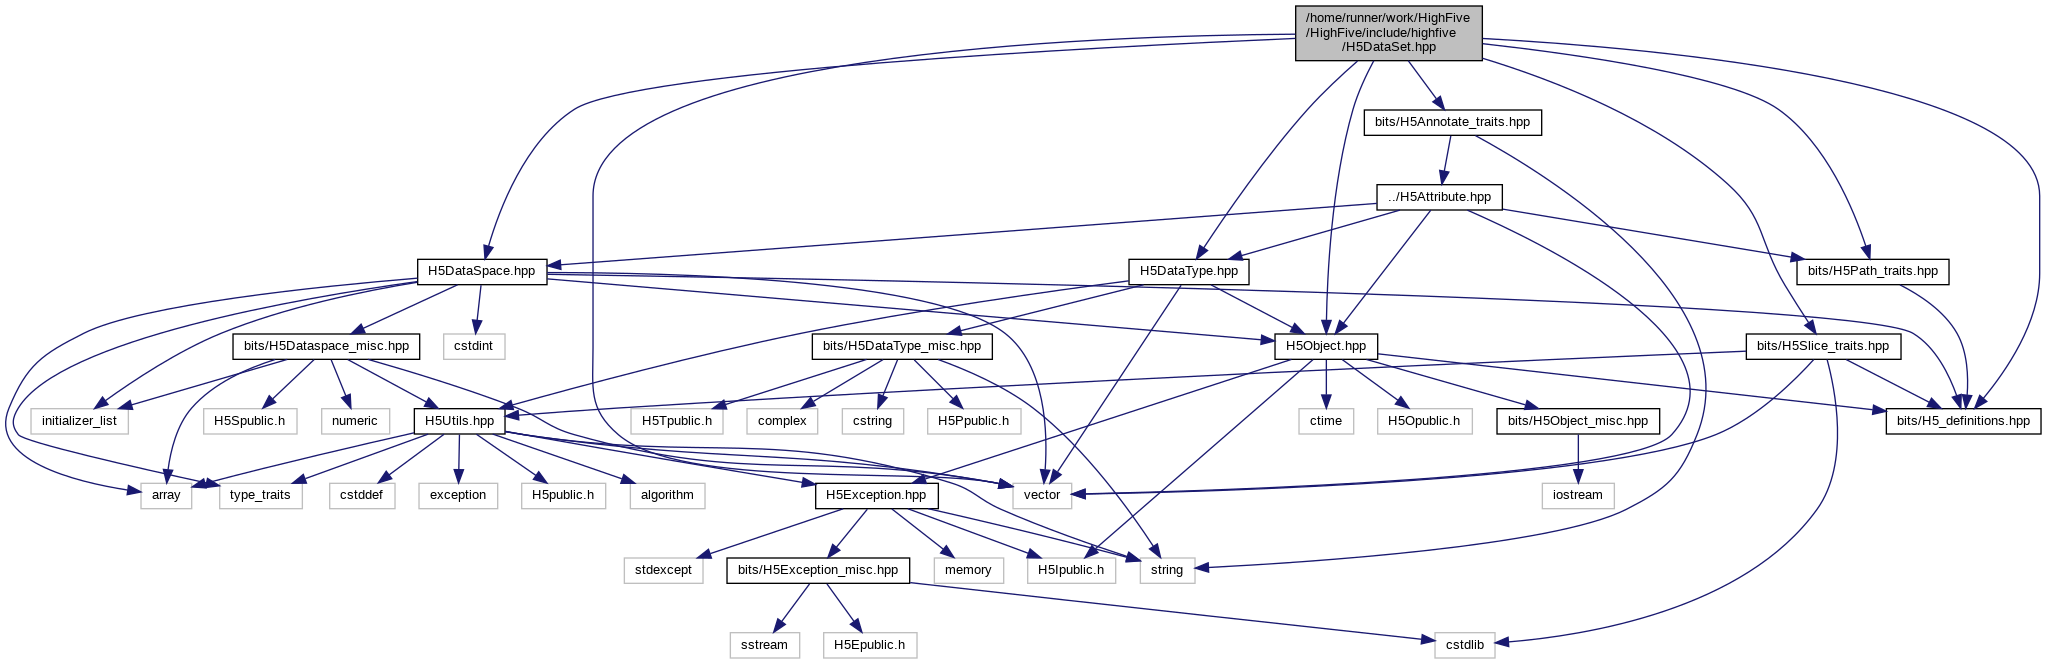 /home/runner/work/HighFive
/HighFive/include/highfive
/H5DataSet.hpp
bits/H5Annotate_traits.hpp
../H5Attribute.hpp
H5DataSpace.hpp
H5DataType.hpp
bits/H5Path_traits.hpp
bits/H5Dataspace_misc.hpp
cstdint
bits/H5DataType_misc.hpp
H5Object.hpp
bits/H5Slice_traits.hpp
initializer_list
H5Spublic.h
numeric
H5Utils.hpp
H5Tpublic.h
complex
cstring
H5Ppublic.h
ctime
H5Opublic.h
bits/H5Object_misc.hpp
bits/H5_definitions.hpp
array
type_traits
cstddef
exception
H5public.h
algorithm
H5Exception.hpp
vector
iostream
stdexcept
bits/H5Exception_misc.hpp
memory
H5Ipublic.h
string
sstream
H5Epublic.h
cstdlib